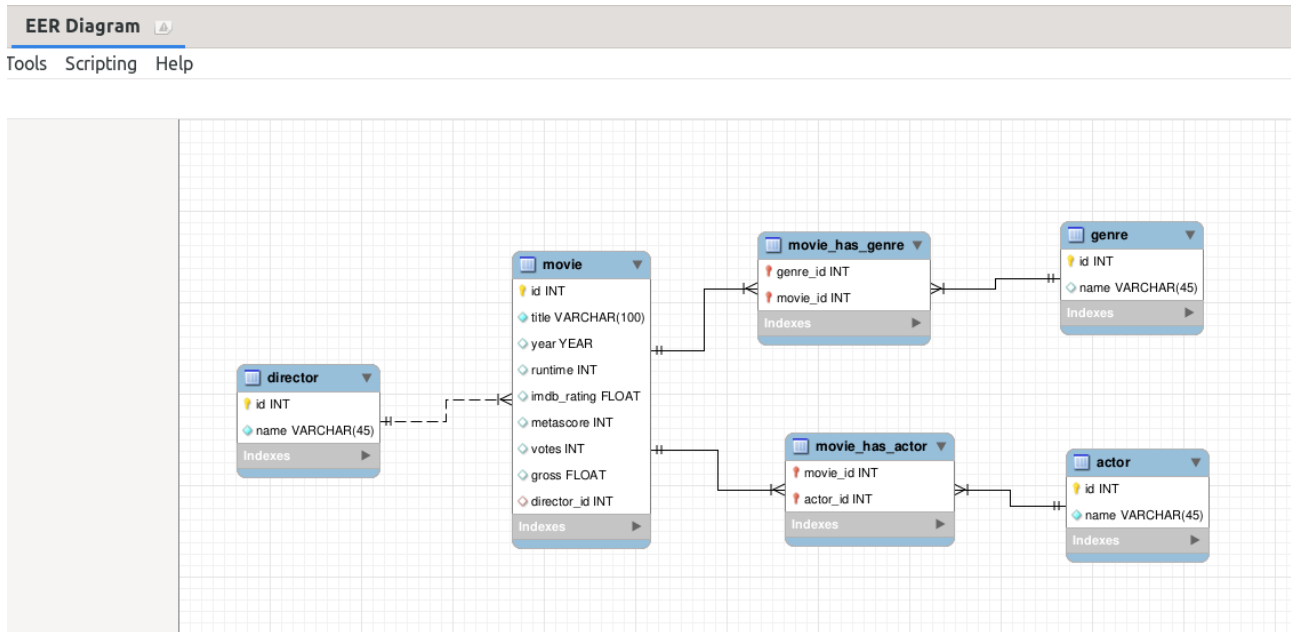 EER Diagram
Tools Scripting Help
director
id INT
name VARCHAR(45)
Indexes
movie
id INT
title VARCHAR(100)
year YEAR
runtime INT
imdb_rating FLOAT
metascore INT
votes INT
gross FLOAT
director_id INT
Indexes
movie_has_genre
genre_id INT
movie_id INT
Indexes
genre
id INT
name VARCHAR(45)
Indexes
movie_has_actor
movie_id INT
actor_id INT
Indexes
actor
id INT
name VARCHAR(45)
Indexes